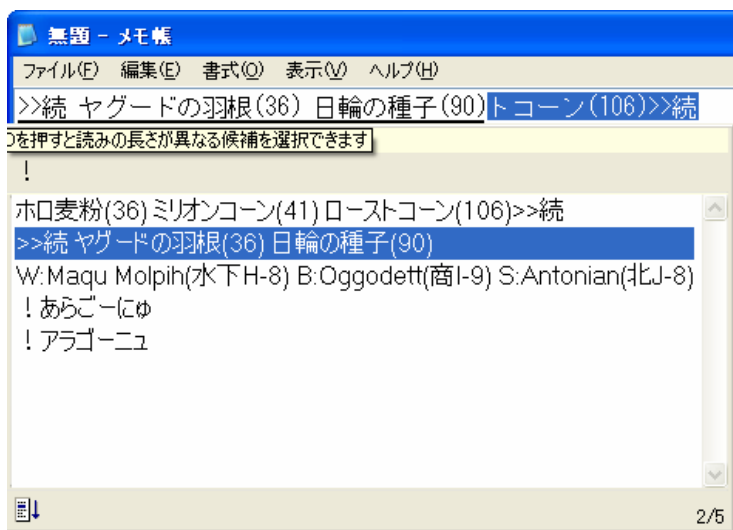 無題 - メモ帳
ファイル(F) 編集(E) 書式(O) 表示(V) ヘルプ(H)
>>続 ヤグードの羽根(36) 日輪の種子(90)トコーン(106)>>続
を押すと読みの長さが異なる候補を選択できます
!
ホロ麦粉(36) ミリオンコーン(41) ローストコーン(106)>>続
>>続 ヤグードの羽根(36) 日輪の種子(90)
W:Maqu Molpih(水下H-8) B:Oggodett(商I-9) S:Antonian(北J-8)
！あらごーにゅ
！アラゴーニュ
2/5